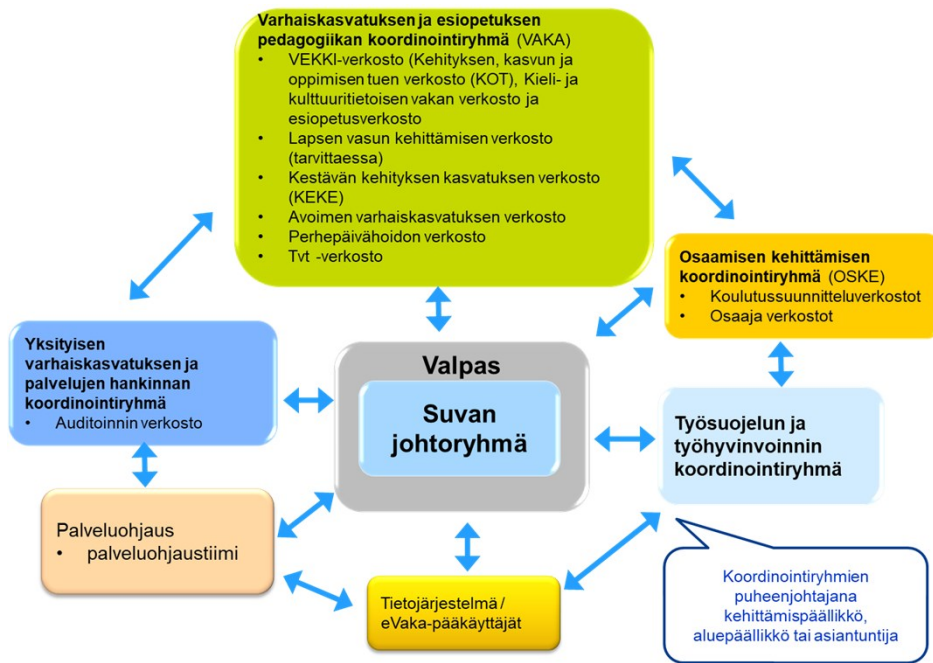 Varhaiskasvatuksen ja esiopetuksen
pedagogiikan koordinointiryhmä (VAKA)
• VEKKI-verkosto (Kehityksen, kasvun ja
oppimisen tuen verkosto (KOT), Kieli- ja
kulttuuritietoisen vakan verkosto ja
esiopetusverkosto
• Lapsen vasun kehittämisen verkosto
(tarvittaessa)
• Kestävän kehityksen kasvatuksen verkosto
(KEKE)
• Avoimen varhaiskasvatuksen verkosto
• Perhepäivähoidon verkosto
• Tvt -verkosto
Osaamisen kehittämisen
koordinointiryhmä (OSKE)
• Koulutussuunnitteluverkostot
• Osaaja verkostot
Yksityisen
varhaiskasvatuksen ja
palvelujen hankinnan
koordinointiryhmä
• Auditoinnin verkosto
Valpas
Suvan
johtoryhmä
Työsuojelun ja
työhyvinvoinnin
koordinointiryhmä
Palveluohjaus
• palveluohjaustiimi
Tietojärjestelmä /
eVaka-pääkäyttäjät
Koordinointiryhmien
puheenjohtajana
kehittämispäällikkö,
aluepäällikkö tai asiantuntija